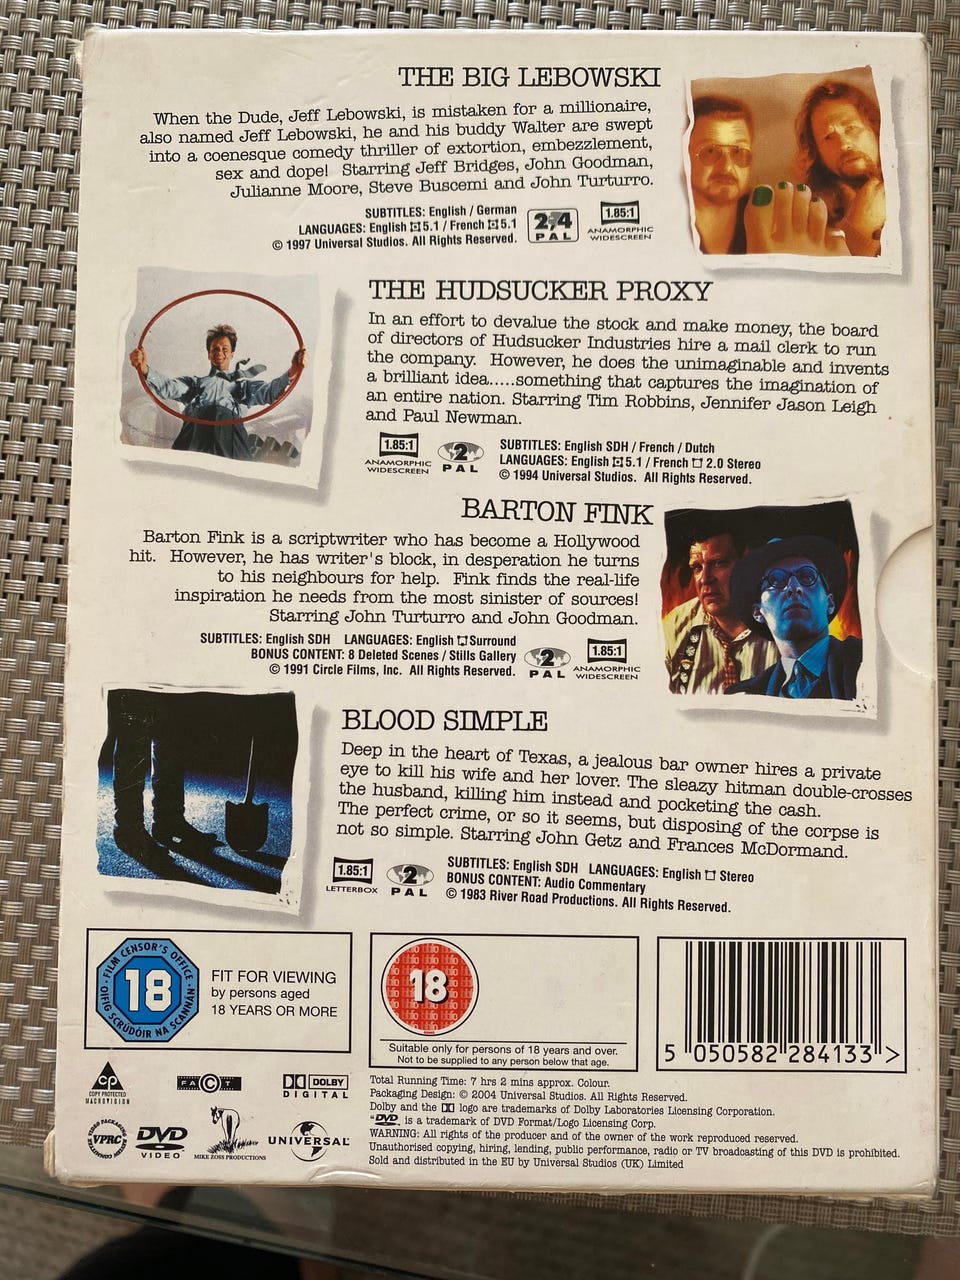 THE BIG LEBOWSKI
When the Dude, Jeff Lebowski, is mistaken for a millionaire,
also named Jeff Lebowski, he and his buddy Walter are swept
into a coenesque comedy thriller of extortion, embezzlement,
sex and dope! Starring Jeff Bridges, John Goodman,
Julianne Moore, Steve Buscemi and John Turturro.
SUBTITLES: English / German
LANGUAGES: English 5.1 / French 5.1
© 1997 Universal Studios. All Rights Reserved.
2,4
PAL
1.85:1
ANAMORPHIC
WIDESCREEN
THE HUDSUCKER PROXY
In an effort to devalue the stock and make money, the board
of directors of Hudsucker Industries hire a mail clerk to run
the company. However, he does the unimaginable and invents
a brilliant idea.....something that captures the imagination of
an entire nation. Starring Tim Robbins, Jennifer Jason Leigh
and Paul Newman.
1.85:1
ANAMORPHIC
WIDESCREEN
2
PAL
SUBTITLES: English SDH / French / Dutch
LANGUAGES: English 5.1 / French 2.0 Stereo
© 1994 Universal Studios. All Rights Reserved.
BARTON FINK
Barton Fink is a scriptwriter who has become a Hollywood
hit. However, he has writer's block, in desperation he turns
to his neighbours for help. Fink finds the real-life
inspiration he needs from the most sinister of sources!
Starring John Turturro and John Goodman.
SUBTITLES: English SDH LANGUAGES: English Surround
BONUS CONTENT: 8 Deleted Scenes / Stills Gallery
© 1991 Circle Films, Inc. All Rights Reserved.
2
PAL
1.85:1
ANAMORPHIC
WIDESCREEN
BLOOD SIMPLE
Deep in the heart of Texas, a jealous bar owner hires a private
eye to kill his wife and her lover. The sleazy hitman double-crosses
the husband, killing him instead and pocketing the cash.
The perfect crime, or so it seems, but disposing of the corpse is
not so simple. Starring John Getz and Frances McDormand.
1.85:1
LETTERBOX
2
PAL
SUBTITLES: English SDH LANGUAGES: English Stereo
BONUS CONTENT: Audio Commentary
© 1983 River Road Productions. All Rights Reserved.
FILM CENSOR'S OFFICE
18
OIFIG SCRÚDÓIR NA SCANNÁN
FIT FOR VIEWING
by persons aged
18 YEARS OR MORE
18
Suitable only for persons of 18 years and over.
Not to be supplied to any person below that age.
5 050582 284133 >
CP
COPY PROTECTED
MACROVISION
FACT
DOLBY
DIGITAL
VPRC
DVD
VIDEO
MIKE ZOSS PRODUCTIONS
UNIVERSAL
Total Running Time: 7 hrs 2 mins approx. Colour.
Packaging Design: © 2004 Universal Studios. All Rights Reserved.
Dolby and the logo are trademarks of Dolby Laboratories Licensing Corporation.
"DVD" is a trademark of DVD Format/Logo Licensing Corp.
WARNING: All rights of the producer and of the owner of the work reproduced reserved.
Unauthorised copying, hiring, lending, public performance, radio or TV broadcasting of this DVD is prohibited.
Sold and distributed in the EU by Universal Studios (UK) Limited